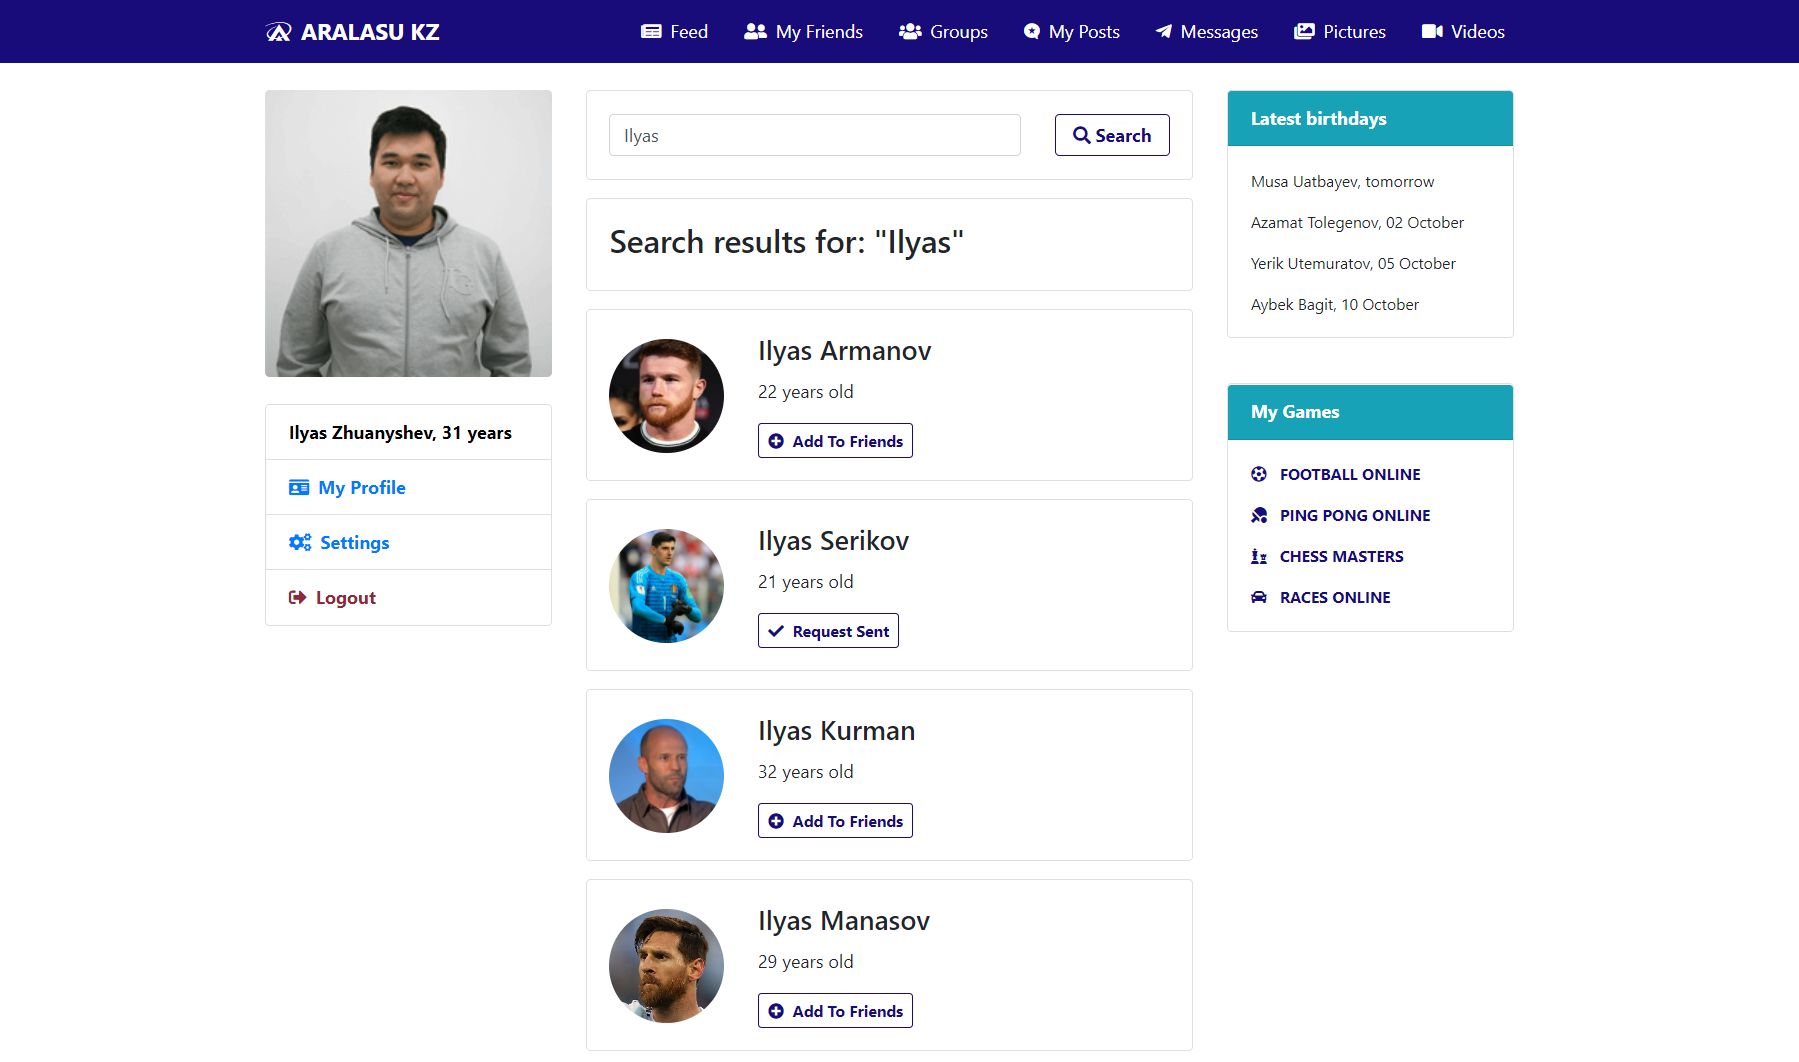 ARALASU KZ
Feed
My Friends
Groups
My Posts
Messages
Pictures
Videos
Ilyas Zhuanyshev, 31 years
My Profile
Settings
Logout
Ilyas
Search
Search results for: "Ilyas"
Ilyas Armanov
22 years old
Add To Friends
Ilyas Serikov
21 years old
Request Sent
Ilyas Kurman
32 years old
Add To Friends
Ilyas Manasov
29 years old
Add To Friends
Latest birthdays
Musa Uatbayev, tomorrow
Azamat Tolegenov, 02 October
Yerik Utemuratov, 05 October
Aybek Bagit, 10 October
My Games
FOOTBALL ONLINE
PING PONG ONLINE
CHESS MASTERS
RACES ONLINE